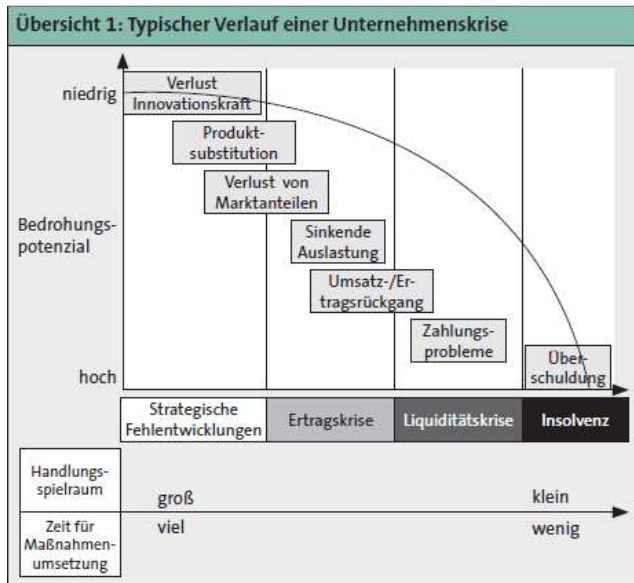 Übersicht 1: Typischer Verlauf einer Unternehmenskrise
niedrig
Verlust
Innovationskraft
Produkt-
substitution
Verlust von
Marktanteilen
Bedrohungs-
potenzial
Sinkende
Auslastung
Umsatz-/Er-
tragsrückgang
Zahlungs-
probleme
Über-
schuldung
hoch
Strategische
Fehlentwicklungen
Ertragskrise
Liquiditätskrise
Insolvenz
Handlungs-
spielraum
groß
klein
Zeit für
Maßnahmen-
umsetzung
viel
wenig